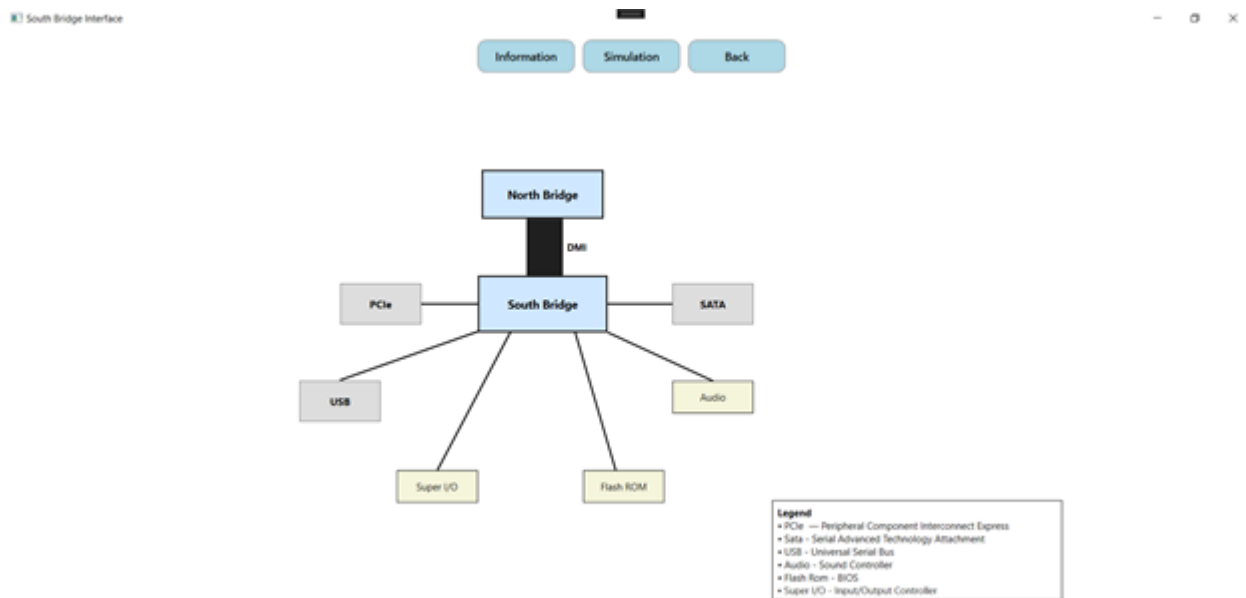 South Bridge Interface
Information
Simulation
Back
North Bridge
DMI
PCIe
South Bridge
SATA
USB
Audio
Super I/O
Flash ROM
Legend
• PCIe — Peripheral Component Interconnect Express
• Sata - Serial Advanced Technology Attachment
• USB - Universal Serial Bus
• Audio - Sound Controller
• Flash Rom - BIOS
• Super I/O - Input/Output Controller